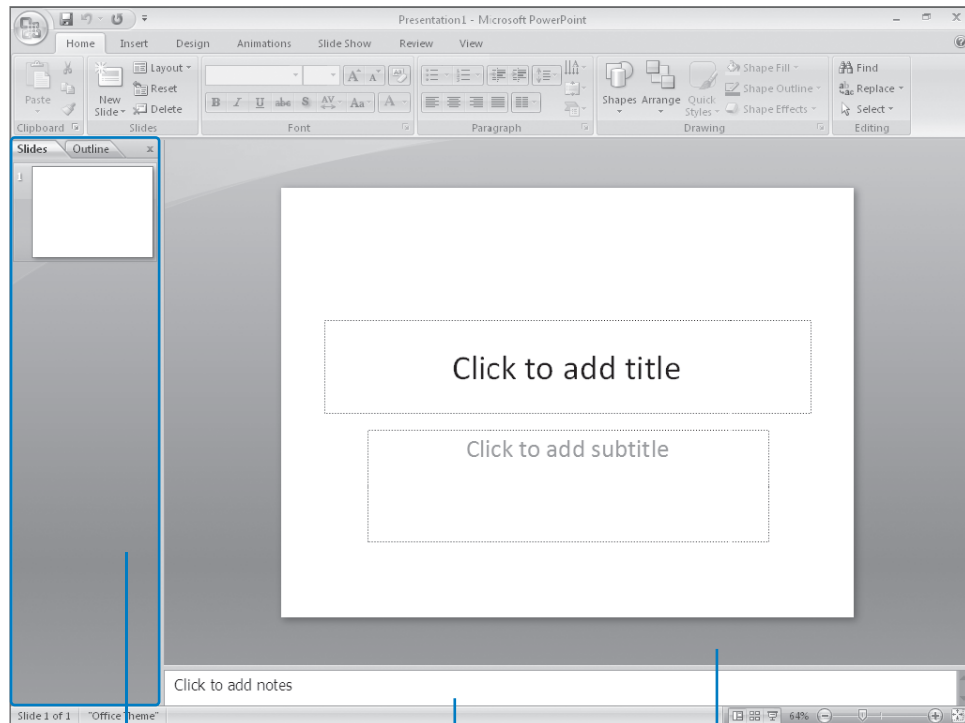 Presentation1 - Microsoft PowerPoint
Home Insert Design Animations Slide Show Review View
Paste
New Slide
Layout
Reset
Delete
B I U abc S AV Aa A
Shapes Arrange Quick Styles
Shape Fill
Shape Outline
Shape Effects
Find
Replace
Select
Clipboard Slides Font Paragraph Drawing Editing
Slides Outline x
1
Click to add title
Click to add subtitle
Click to add notes
Slide 1 of 1 "Office Theme" 64%